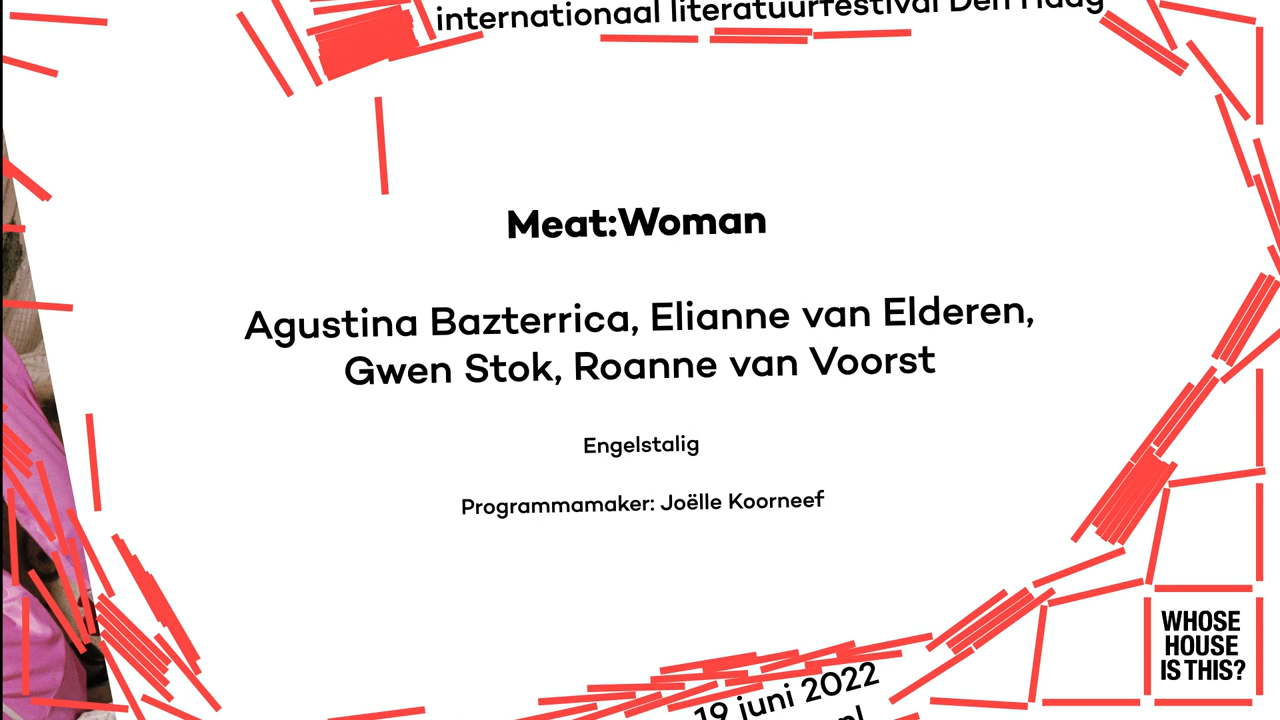 internationaal literatuurfestival Den Haag
Meat:Woman
Agustina Bazterrica, Elianne van Elderen,
Gwen Stok, Roanne van Voorst
Engelstalig
Programmamaker: Joëlle Koorneef
WHOSE
HOUSE
IS THIS?
19 juni 2022